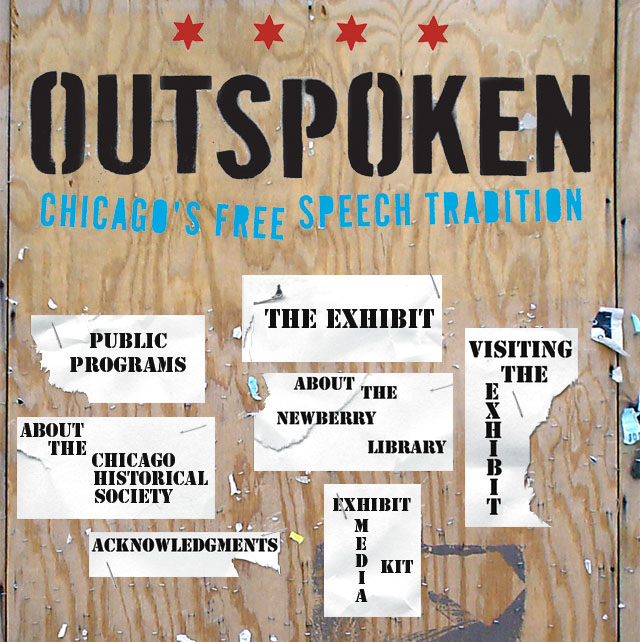 OUTSPOKEN
CHICAGO'S FREE SPEECH TRADITION
THE EXHIBIT
PUBLIC
PROGRAMS
VISITING
THE
EXHIBIT
ABOUT THE
NEWBERRY
LIBRARY
ABOUT
THE
CHICAGO
HISTORICAL
SOCIETY
EXHIBIT
MEDIA
KIT
ACKNOWLEDGMENTS